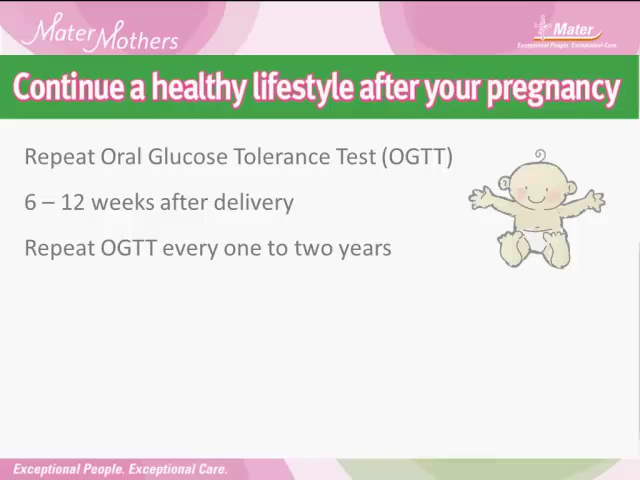 Mater Mothers
Mater
Exceptional People. Exceptional Care.
Continue a healthy lifestyle after your pregnancy
Repeat Oral Glucose Tolerance Test (OGTT)
6 – 12 weeks after delivery
Repeat OGTT every one to two years
Exceptional People. Exceptional Care.